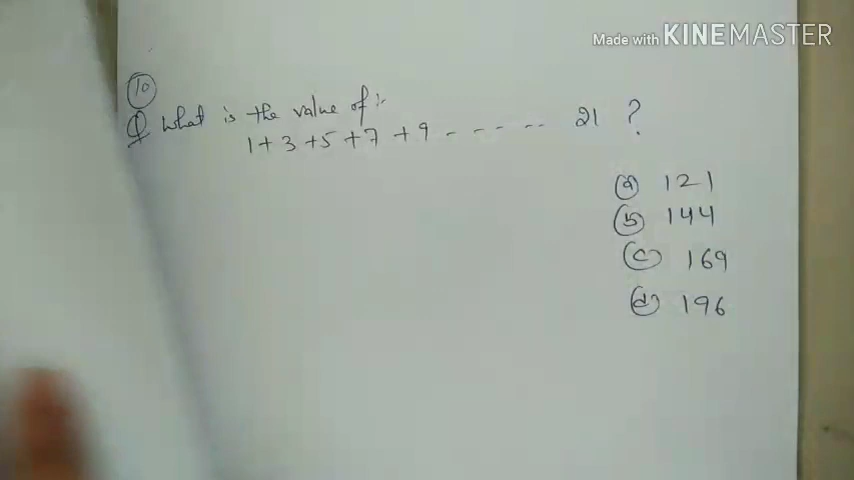 Made with KINEMASTER
10
Q What is the value of :-
1 + 3 + 5 + 7 + 9 - - - - - - 21 ?
(a) 121
(b) 144
(c) 169
(d) 196